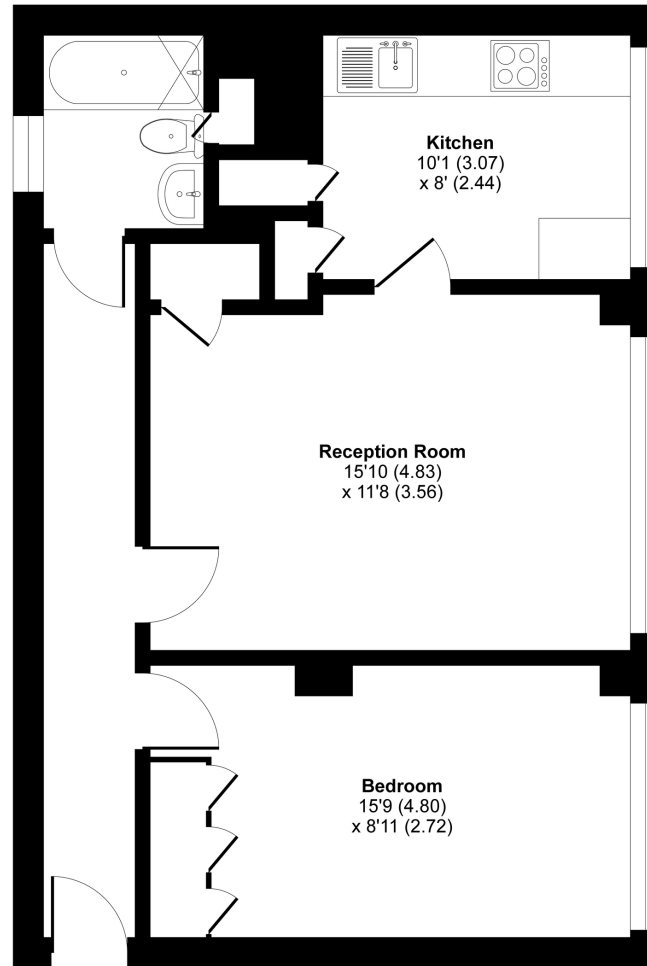 Kitchen
10'1 (3.07)
x 8' (2.44)
Reception Room
15'10 (4.83)
x 11'8 (3.56)
Bedroom
15'9 (4.80)
x 8'11 (2.72)